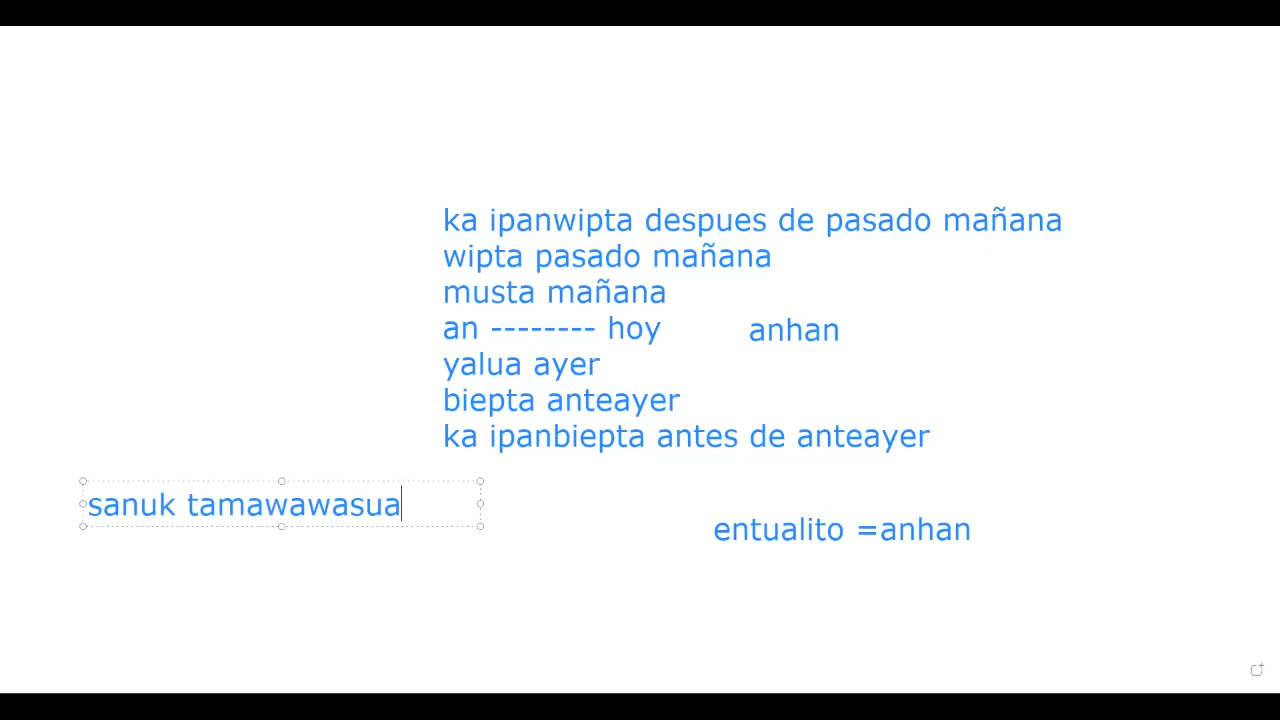 ka ipanwipta despues de pasado mañana
wipta pasado mañana
musta mañana
an -------- hoy anhan
yalua ayer
biepta anteayer
ka ipanbiepta antes de anteayer
sanuk tamawawasua
entualito =anhan